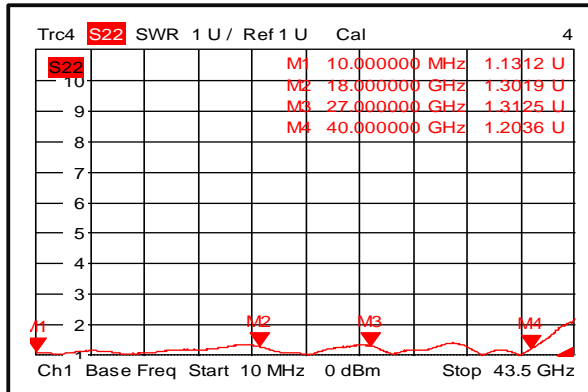 Trc4 S22 SWR 1 U / Ref 1 U Cal 4
S22
M1 10.000000 MHz 1.1312 U
M2 18.000000 GHz 1.3019 U
M3 27.000000 GHz 1.3125 U
M4 40.000000 GHz 1.2036 U
10
9
8
7
6
5
4
3
2
M1 M2 M3 M4
1
Ch1 Base Freq Start 10 MHz 0 dBm Stop 43.5 GHz